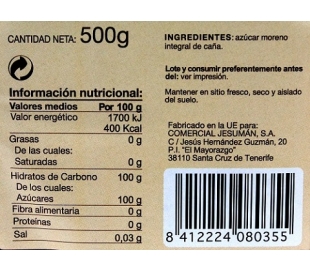 CANTIDAD NETA: 500g
Información nutricional:
Valores medios Por 100 g
Valor energético 1700 kJ
400 Kcal
Grasas 0 g
De las cuales:
Saturadas 0 g
Hidratos de Carbono 100 g
De los cuales:
Azúcares 100 g
Fibra alimentaria 0 g
Proteínas 0 g
Sal 0,03 g
INGREDIENTES: azúcar moreno
integral de caña.
Lote y consumir preferentemente antes
del: ver impresión.
Mantener en sitio fresco, seco y aislado
del suelo.
Fabricado en la UE para:
COMERCIAL JESUMÁN, S.A.
C / Jesús Hernández Guzmán, 20
P.I. "El Mayorazgo"
38110 Santa Cruz de Tenerife
8 412224 080355